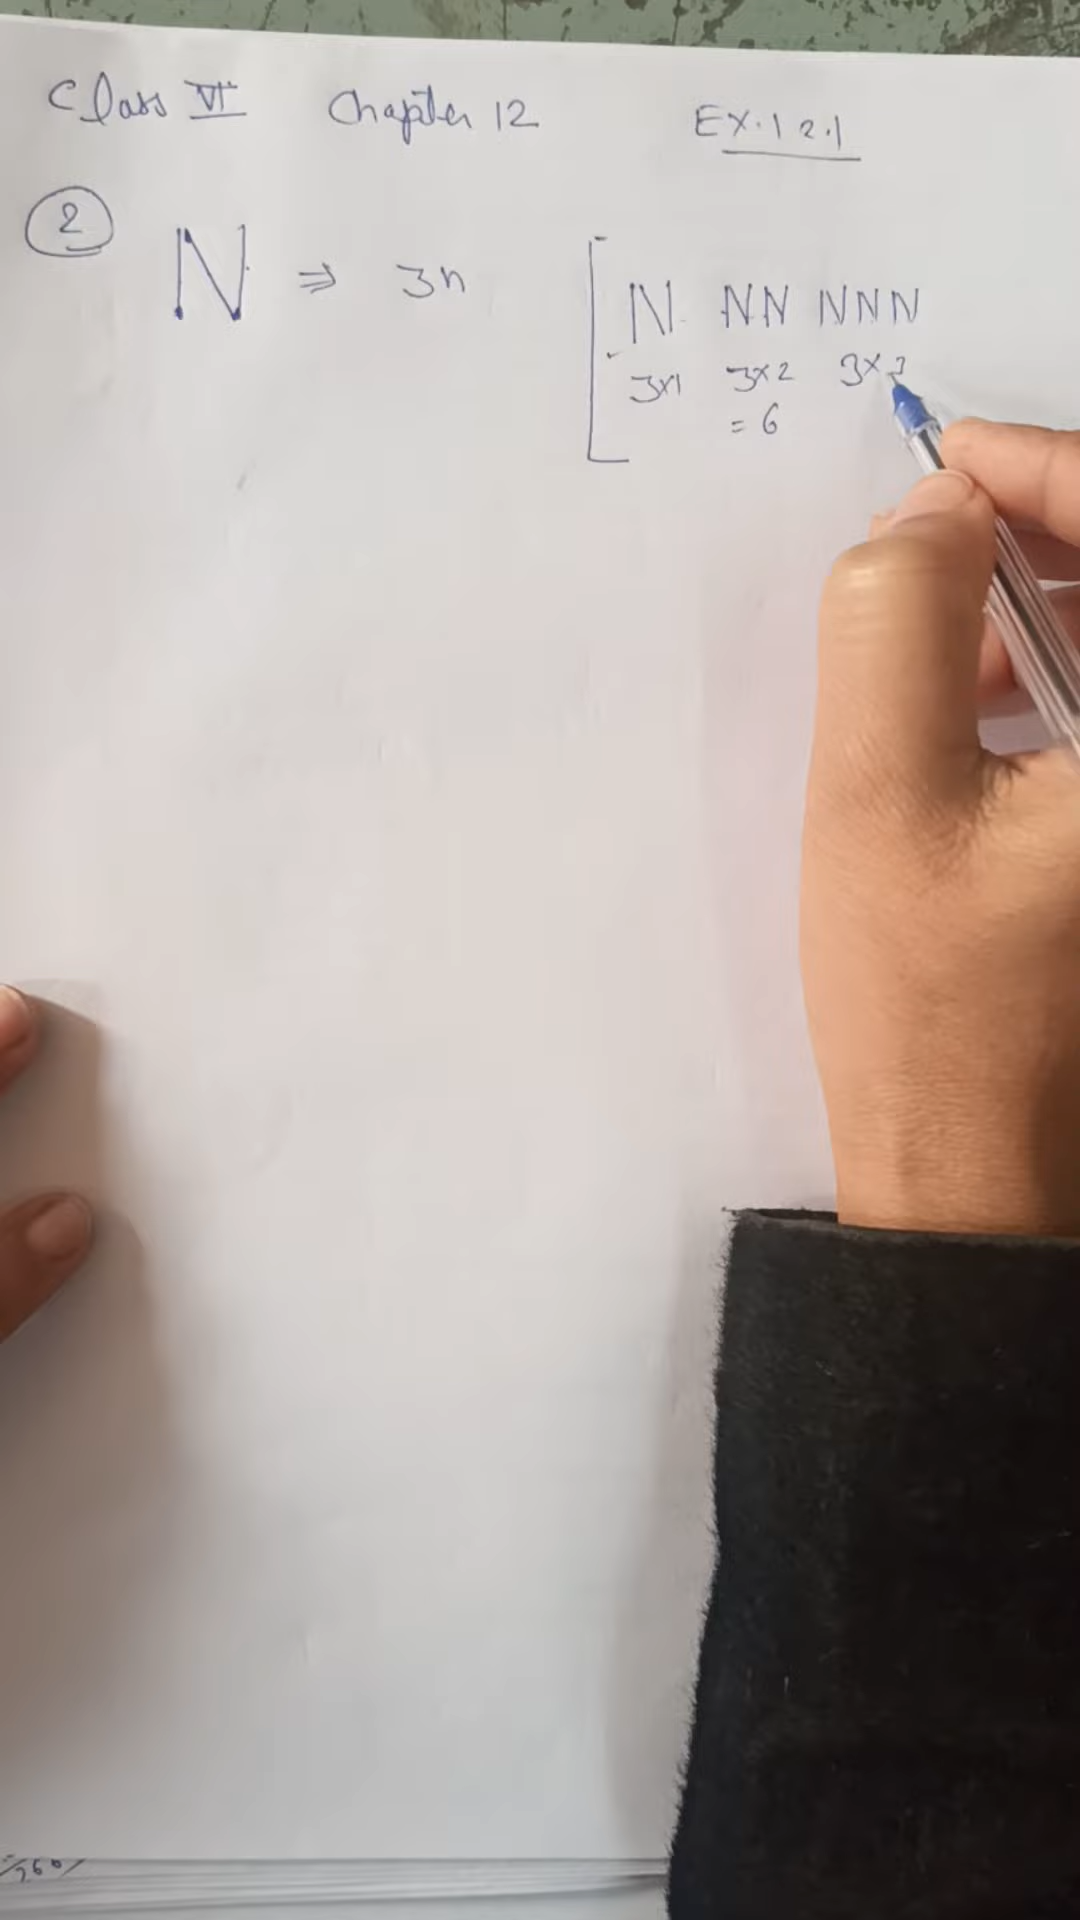 Class VI Chapter 12 Ex.12.1
2 N ⇒ 3n
N NN NNN
3×1 3×2 3×3
= 6